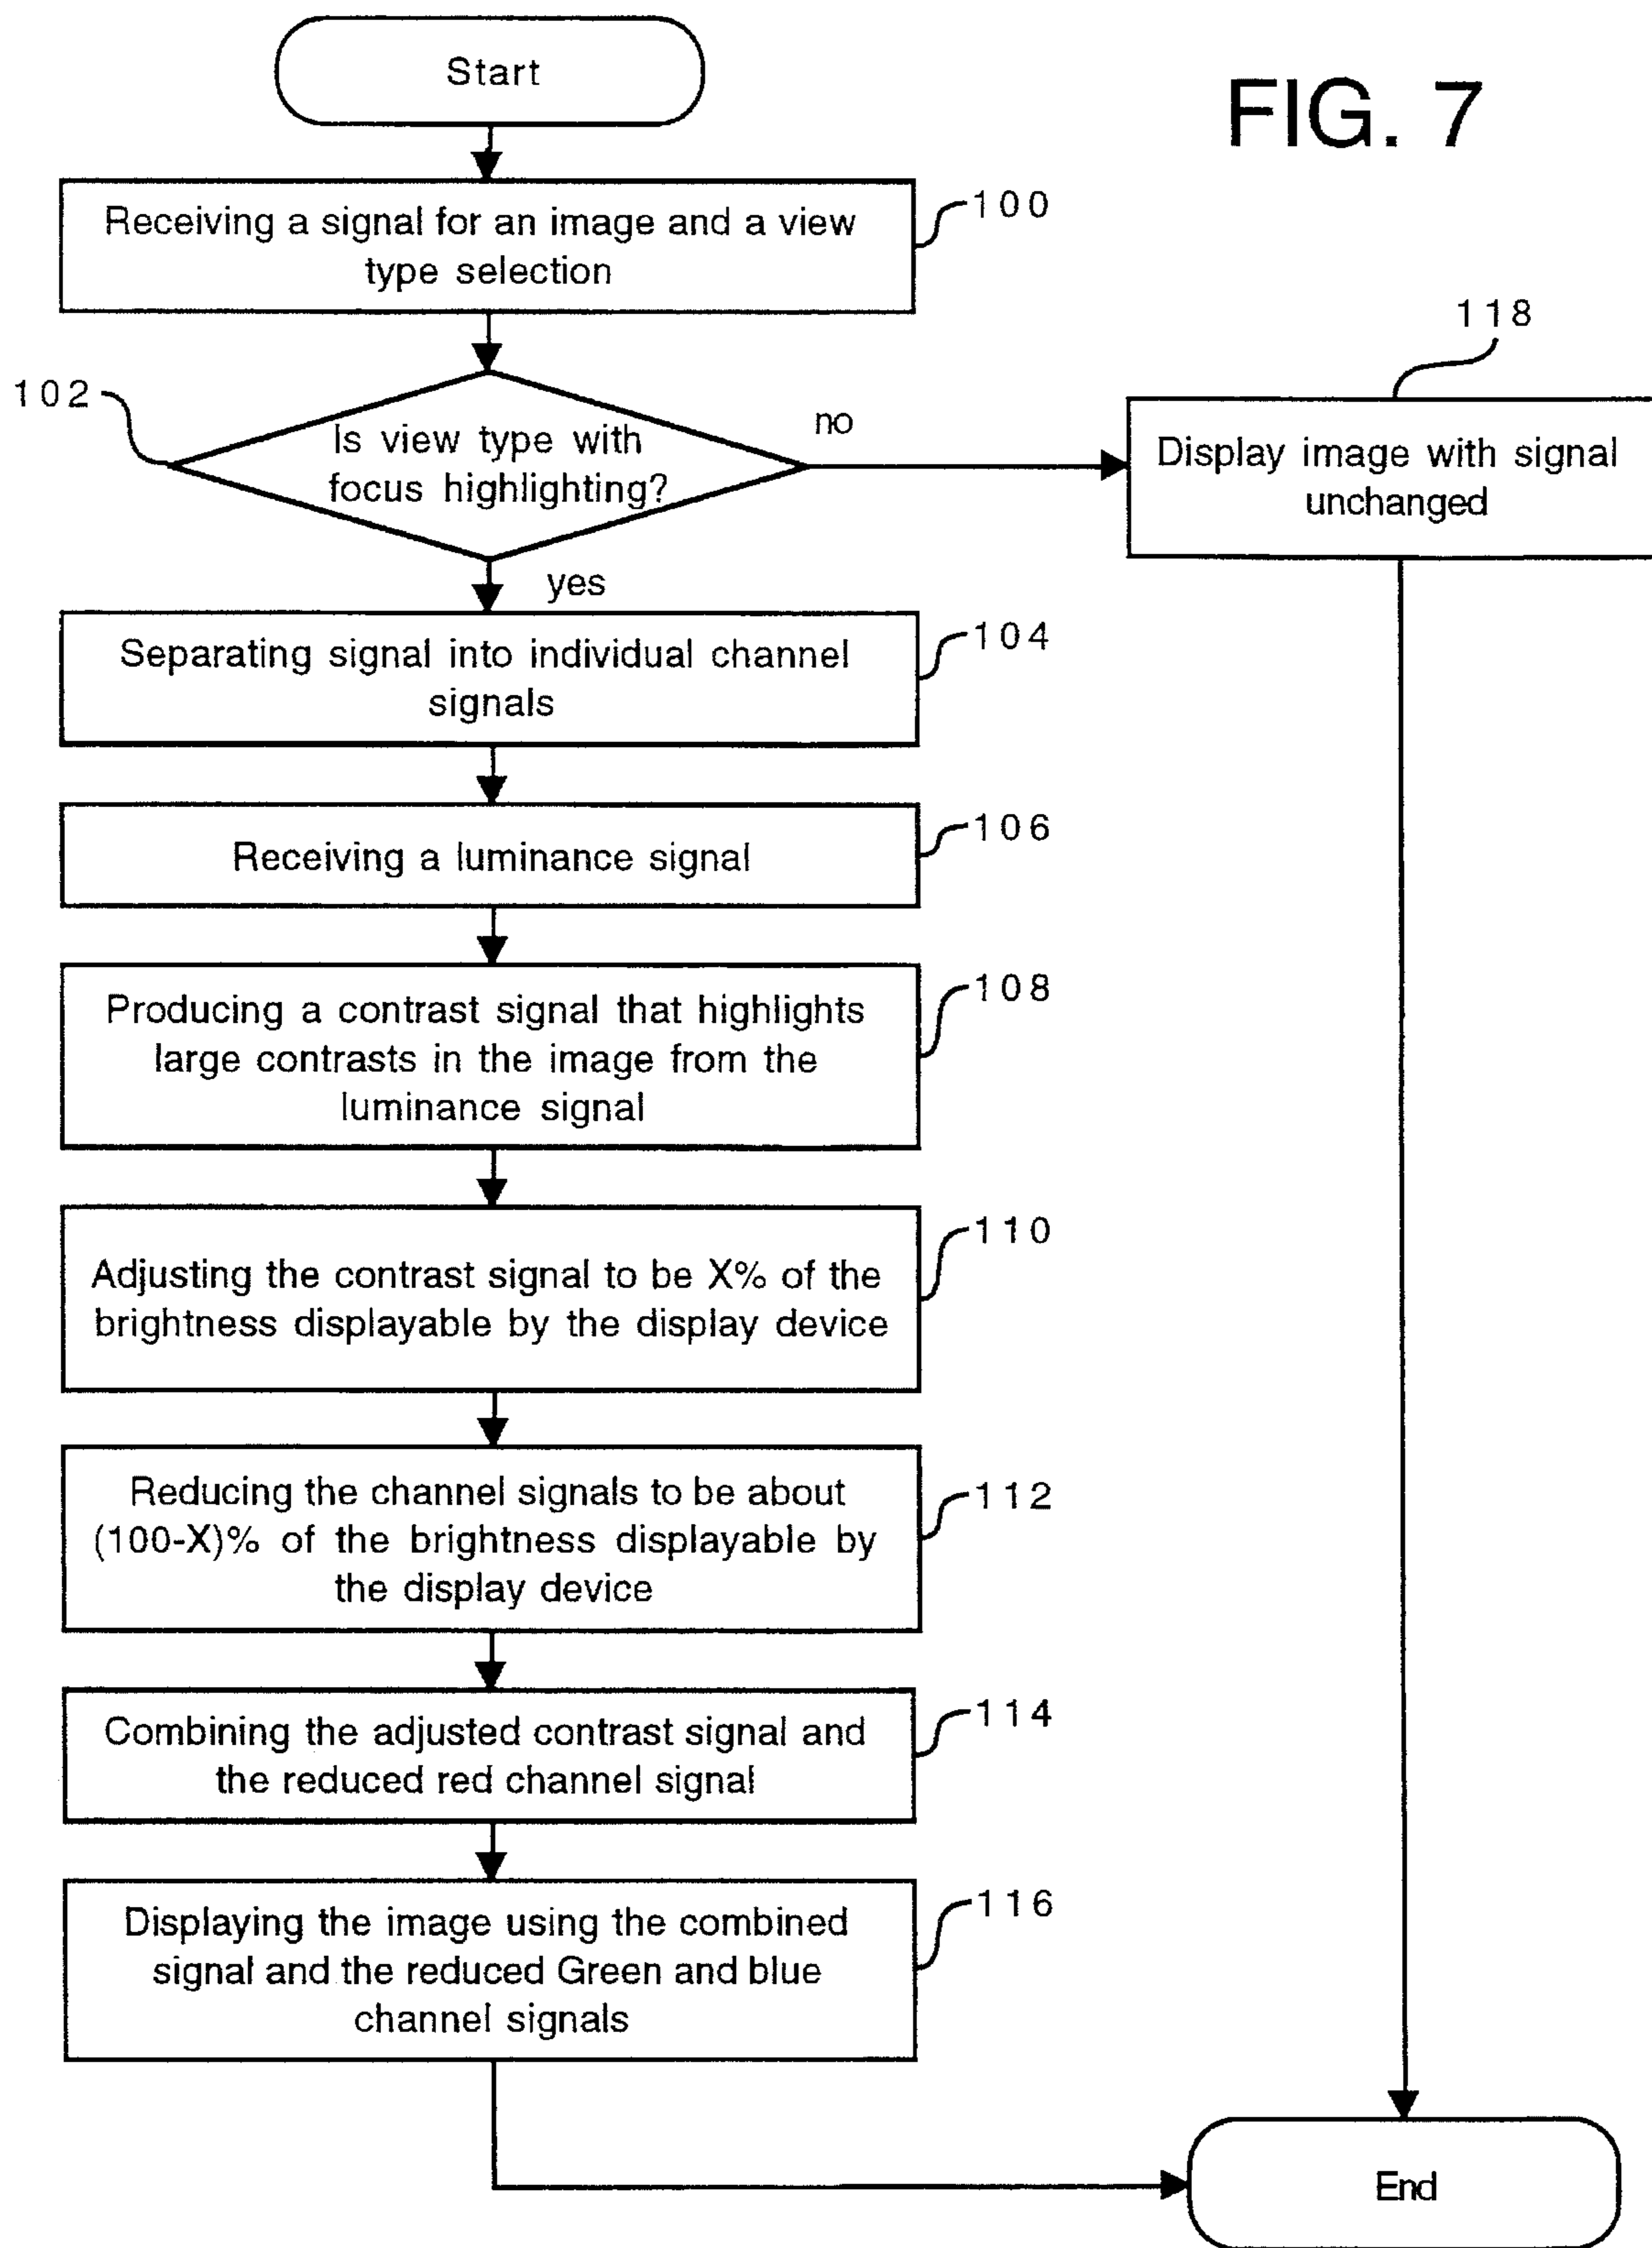 Start
FIG. 7
Receiving a signal for an image and a view
type selection
100
102
Is view type with
focus highlighting?
no
118
Display image with signal
unchanged
yes
Separating signal into individual channel
signals
104
Receiving a luminance signal
106
Producing a contrast signal that highlights
large contrasts in the image from the
luminance signal
108
Adjusting the contrast signal to be X% of the
brightness displayable by the display device
110
Reducing the channel signals to be about
(100-X)% of the brightness displayable by
the display device
112
Combining the adjusted contrast signal and
the reduced red channel signal
114
Displaying the image using the combined
signal and the reduced Green and blue
channel signals
116
End